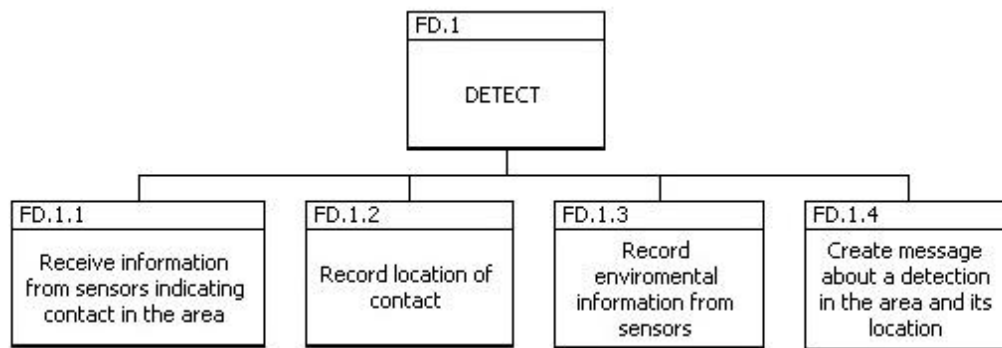 FD.1
DETECT
FD.1.1
Receive information
from sensors indicating
contact in the area
FD.1.2
Record location of
contact
FD.1.3
Record
enviromental
information from
sensors
FD.1.4
Create message
about a detection
in the area and its
location